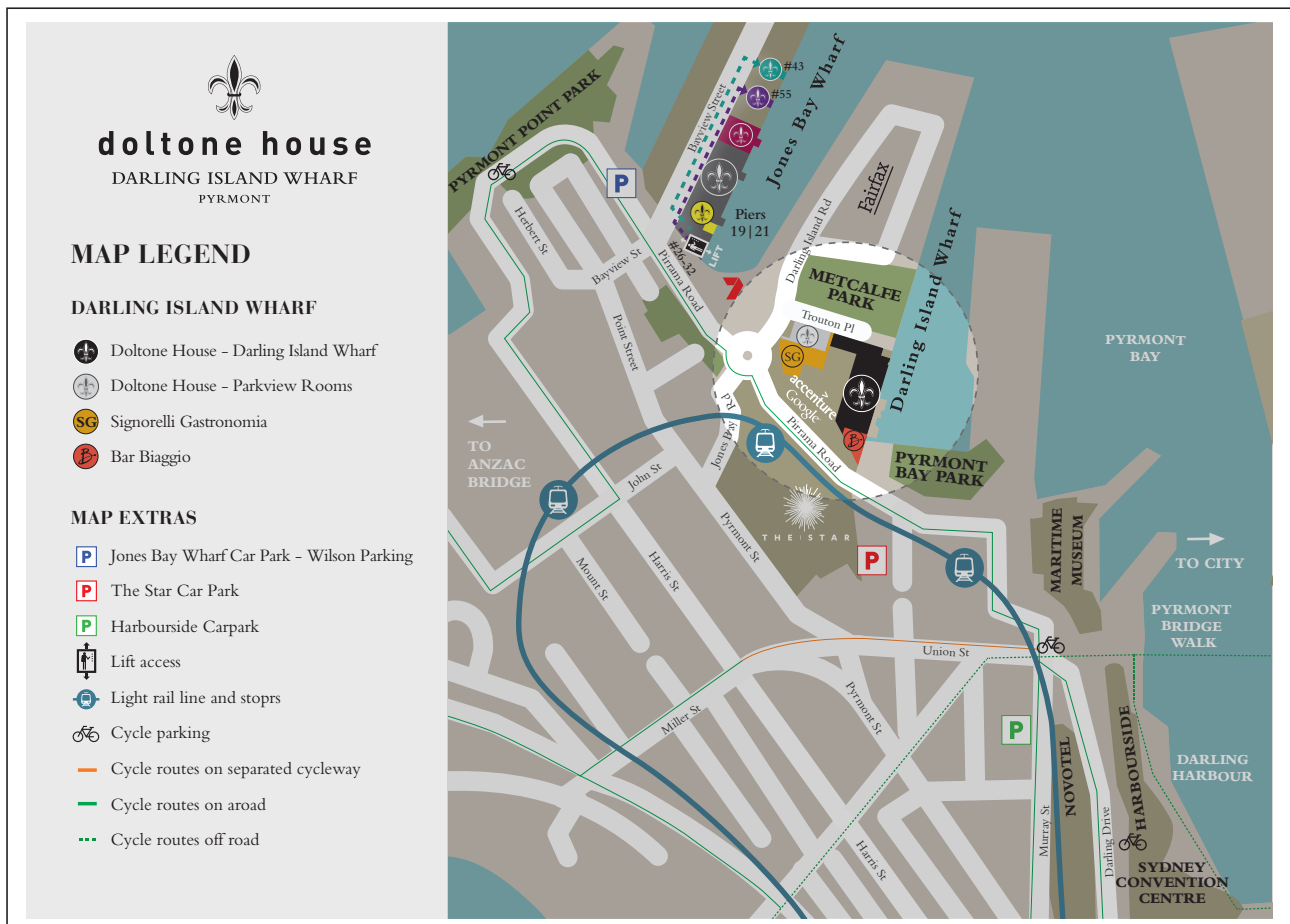 doltone house
DARLING ISLAND WHARF
PYRMONT
MAP LEGEND
DARLING ISLAND WHARF
Doltone House – Darling Island Wharf
Doltone House – Parkview Rooms
SG
Signorelli Gastronomia
B
Bar Biaggio
MAP EXTRAS
P
Jones Bay Wharf Car Park – Wilson Parking
P
The Star Car Park
P
Harbourside Carpark
Lift access
Light rail line and stoprs
Cycle parking
Cycle routes on separated cycleway
Cycle routes on aroad
Cycle routes off road
PYRMONT POINT PARK
P
Bayview Street
#43
#55
Jones Bay Wharf
Piers
19|21
#26-32
LIFT
7
Fairfax
Darling Island Rd
Herbert St
Bayview St
Pirrama Road
Point Street
METCALFE
PARK
Trouton Pl
SG
accenture
>
Google
B
Darling Island Wharf
PYRMONT
BAY
Pirrama Road
PYRMONT
BAY PARK
Jones Bay Rd
TO
ANZAC
BRIDGE
John St
THE STAR
P
Pyrmont St
Harris St
Mount St
MARITIME
MUSEUM
TO CITY
PYRMONT
BRIDGE
WALK
Union St
Miller St
Pyrmont St
P
Harris St
Murray St
NOVOTEL
Darling Drive
HARBOURSIDE
DARLING
HARBOUR
SYDNEY
CONVENTION
CENTRE